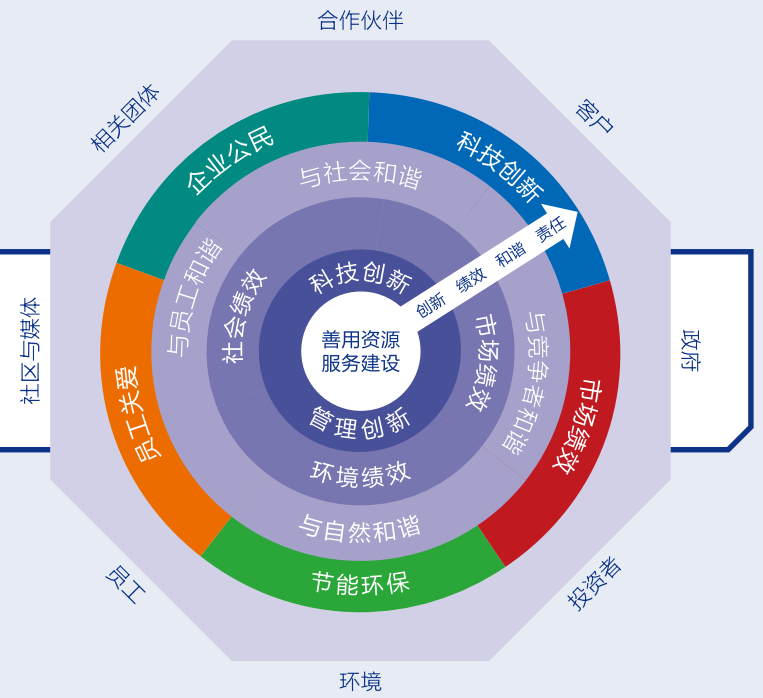 合作伙伴
相关团体
客户
企业公民
科技创新
与社会和谐
与员工和谐
社会绩效
科技创新
创新 绩效 和谐 责任
社区与媒体
善用资源
服务建设
市场绩效
与竞争者和谐
政府
员工关爱
市场绩效
管理创新
环境绩效
与自然和谐
节能环保
员工
投资者
环境